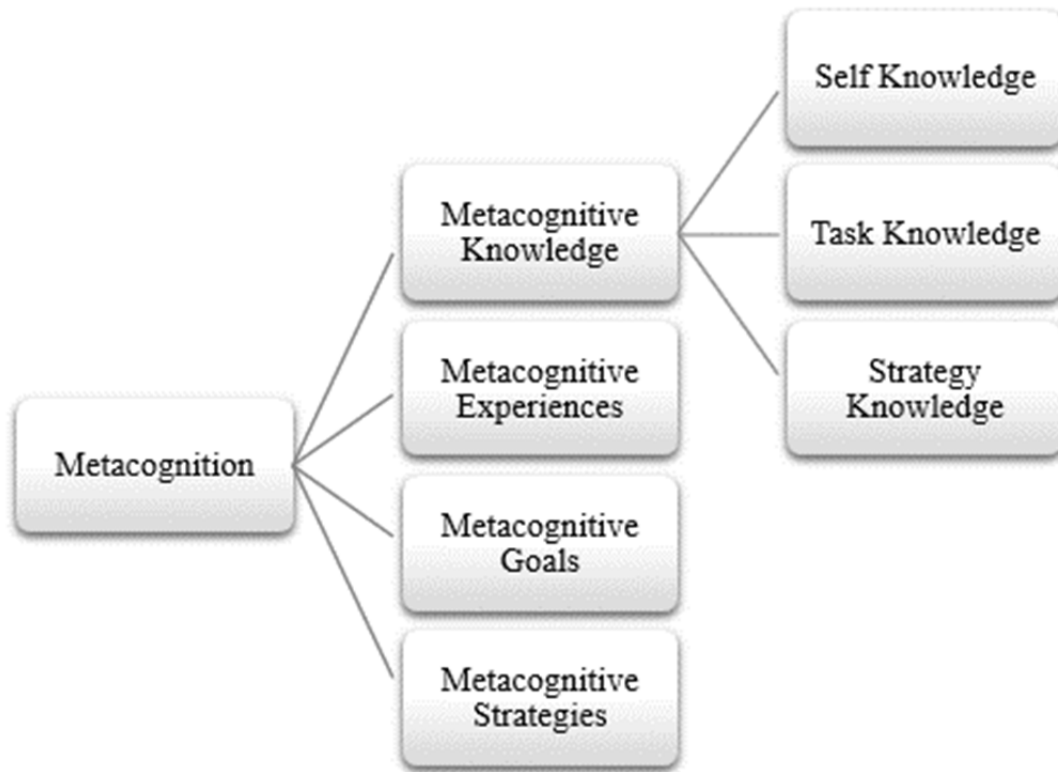 Metacognition
Metacognitive
Knowledge
Metacognitive
Experiences
Metacognitive
Goals
Metacognitive
Strategies
Self Knowledge
Task Knowledge
Strategy
Knowledge